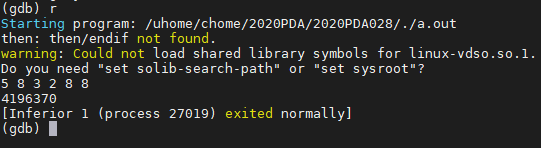 (gdb) r
Starting program: /uhome/chome/2020PDA/2020PDA028/./a.out
then: then/endif not found.
warning: Could not load shared library symbols for linux-vdso.so.1.
Do you need "set solib-search-path" or "set sysroot"?
5 8 3 2 8 8
4196370
[Inferior 1 (process 27019) exited normally]
(gdb)